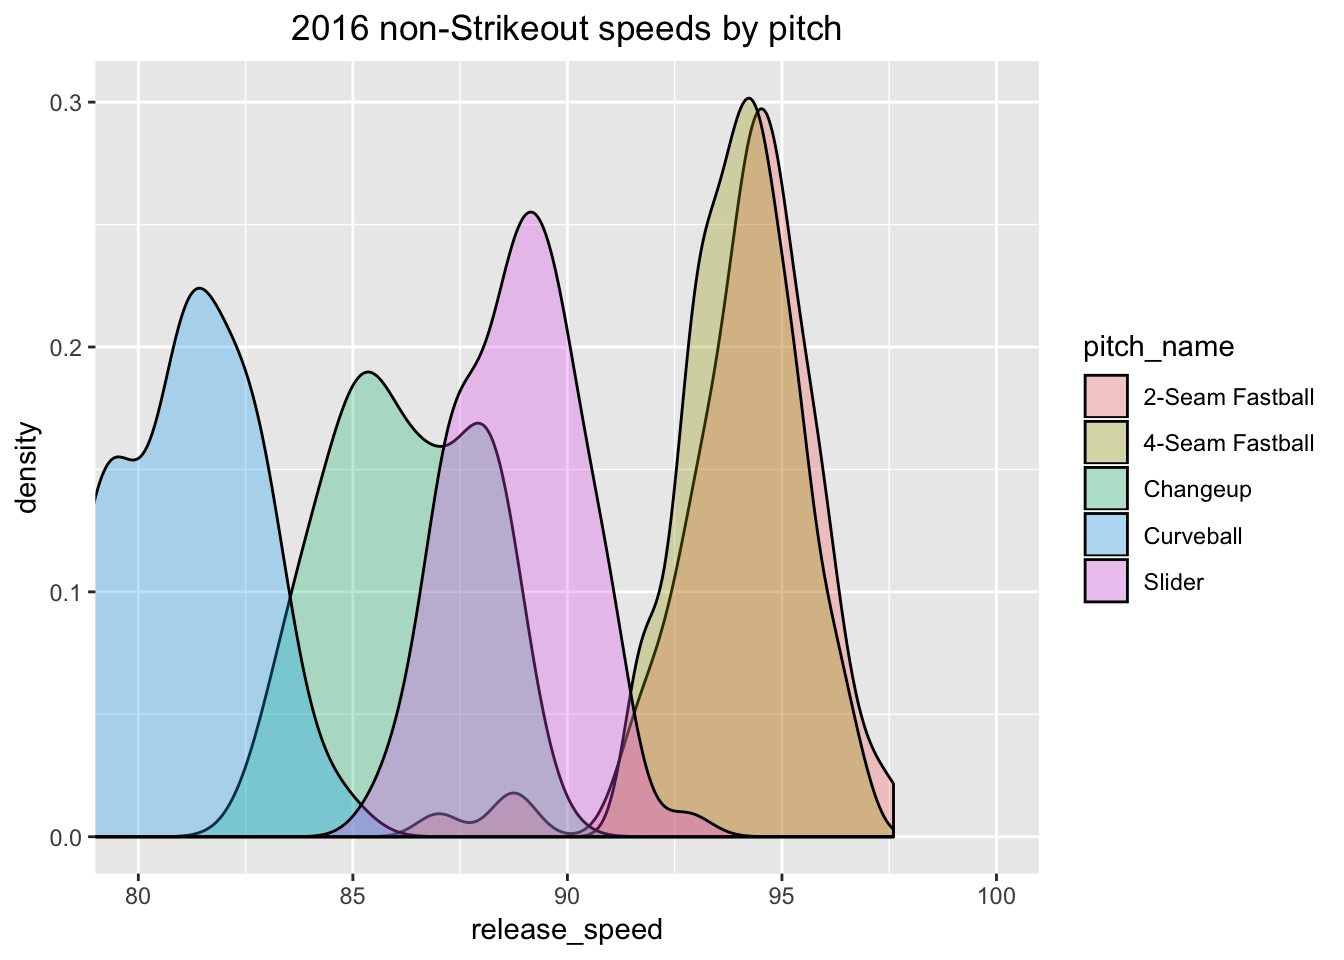 2016 non-Strikeout speeds by pitch
0.3
0.2
0.1
0.0
density
80 85 90 95 100
release_speed
pitch_name
2-Seam Fastball
4-Seam Fastball
Changeup
Curveball
Slider